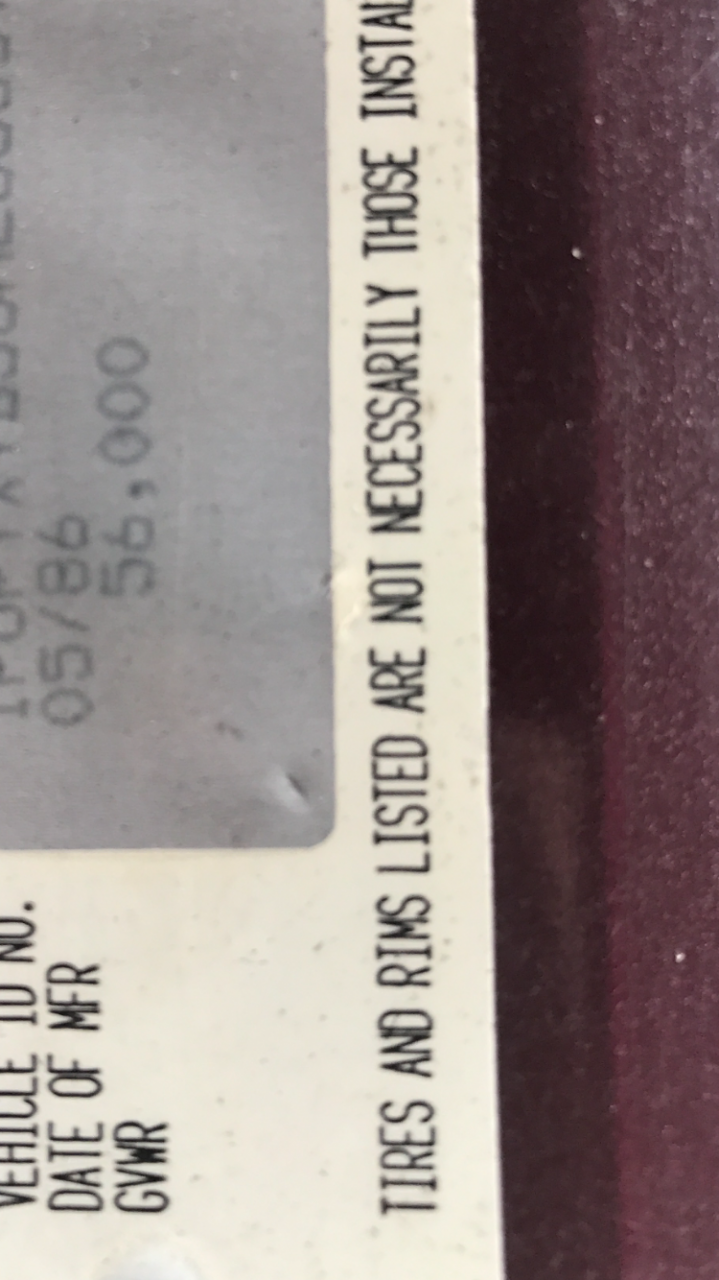 VEHICLE ID NO.
DATE OF MFR 05/86
GVWR 56,000
TIRES AND RIMS LISTED ARE NOT NECESSARILY THOSE INSTAL